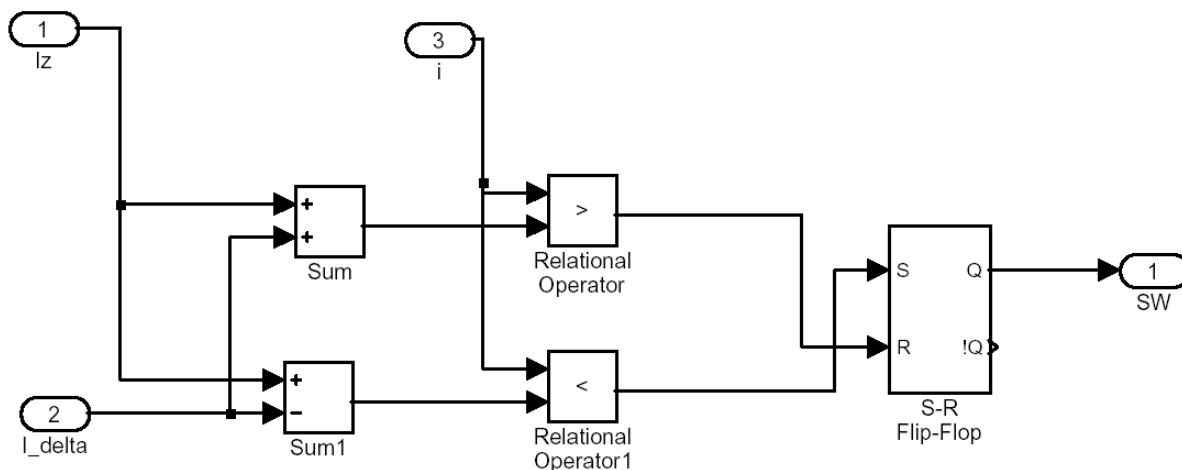 1
Iz
3
i
+
+
Sum
>
Relational
Operator
S
Q
R
!Q
S-R
Flip-Flop
1
SW
2
I_delta
+
−
Sum1
<
Relational
Operator1